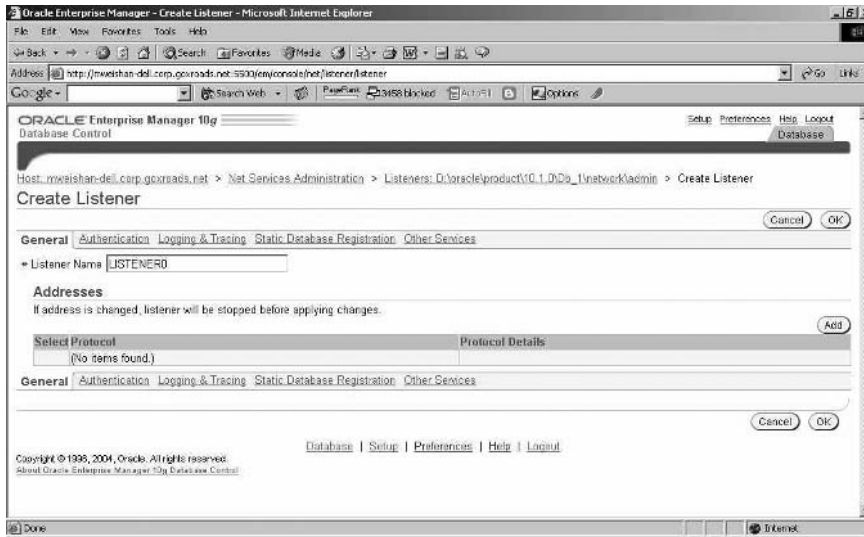 Oracle Enterprise Manager - Create Listener - Microsoft Internet Explorer
File Edit View Favorites Tools Help
Back Search Favorites Media
Address http://mweishan-dell.corp.goxroads.net:5500/em/console/net/listener/listener Go Links
Google - Search Web PageRank 3458 blocked AutoFill Options
ORACLE Enterprise Manager 10g
Database Control
Setup Preferences Help Logout
Database
Host: mweishan-dell.corp.goxroads.net > Net Services Administration > Listeners: D:\oracle\product\10.1.0\Db_1\network\admin > Create Listener
Create Listener
Cancel OK
General Authentication Logging & Tracing Static Database Registration Other Services
* Listener Name LISTENER0
Addresses
If address is changed, listener will be stopped before applying changes.
Add
Select Protocol Protocol Details
(No items found.)
General Authentication Logging & Tracing Static Database Registration Other Services
Cancel OK
Database | Setup | Preferences | Help | Logout
Copyright © 1996, 2004, Oracle. All rights reserved.
About Oracle Enterprise Manager 10g Database Control
Done Internet